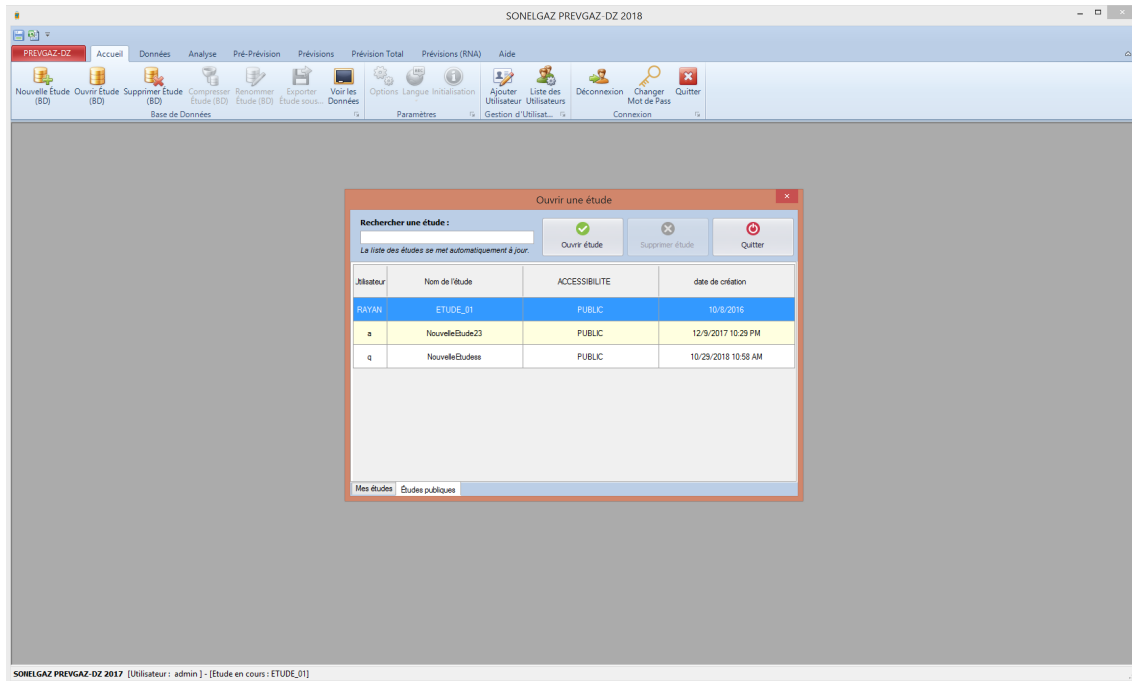 SONELGAZ PREVGAZ-DZ 2018
PREVGAZ-DZ Accueil Données Analyse Pré-Prévision Prévisions Prévision Total Prévisions (RNA) Aide
Nouvelle Étude Ouvrir Étude Supprimer Étude Compresser Renommer Exporter Voir les Options Langue Initialisation Ajouter Liste des Déconnexion Changer Quitter
(BD) (BD) (BD) Étude (BD) Étude (BD) Étude sous... Données Utilisateur Utilisateurs Mot de Pass
Base de Données Paramètres Gestion d'Utilisat... Connexion
Ouvrir une étude
Rechercher une étude :
La liste des études se met automatiquement à jour.
Ouvrir étude Supprimer étude Quitter
Utilisateur Nom de l'étude ACCESSIBILITE date de création
RAYAN ETUDE_01 PUBLIC 10/8/2016
a NouvelleEtude23 PUBLIC 12/9/2017 10:29 PM
q NouvelleEtudess PUBLIC 10/29/2018 10:58 AM
Mes études Études publiques
SONELGAZ PREVGAZ-DZ 2017 [Utilisateur : admin ] - [Etude en cours : ETUDE_01]